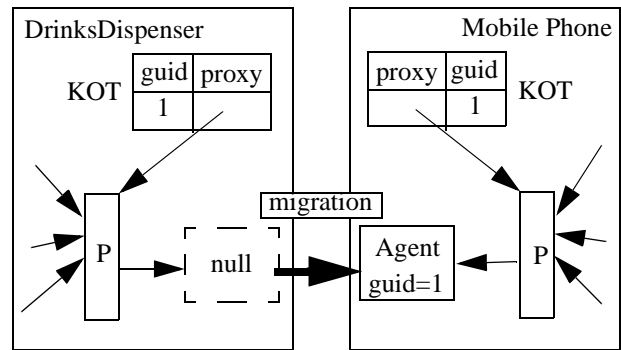 DrinksDispenser
guid proxy
KOT
1
P
null
migration
Mobile Phone
proxy guid
KOT
1
Agent
guid=1
P